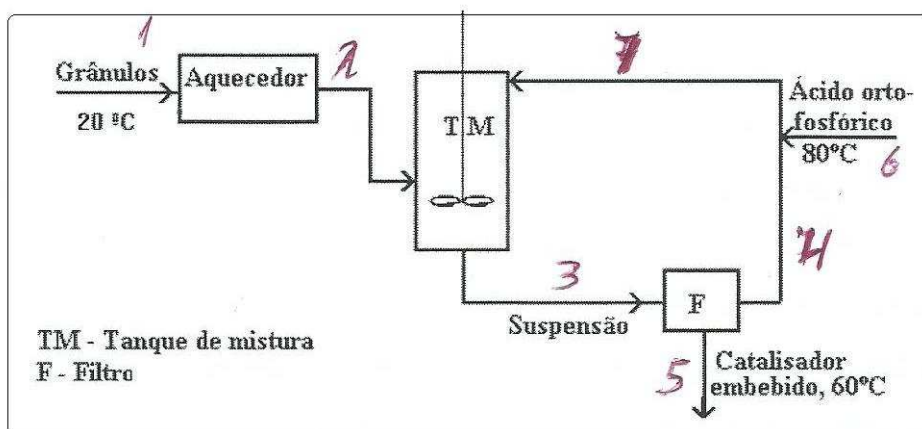 1
Grânulos
20 ºC
Aquecedor
2
TM
7
Ácido orto-
fosfórico
80ºC
6
4
3
Suspensão
F
5
Catalisador
embebido, 60ºC
TM - Tanque de mistura
F - Filtro